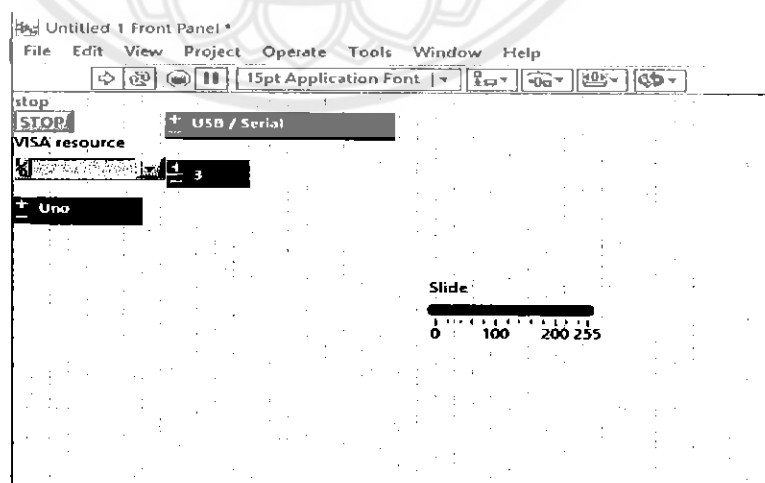 Untitled 1 Front Panel *
File Edit View Project Operate Tools Window Help
15pt Application Font
stop
STOP
+ USB / Serial
VISA resource
3
+ Uno
Slide
0 100 200 255